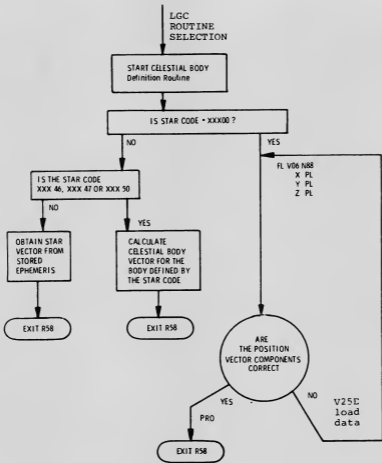 LGC
ROUTINE
SELECTION
START CELESTIAL BODY
Definition Routine
IS STAR CODE = XXX00 ?
NO
YES
FL V06 N88
X PL
Y PL
Z PL
IS THE STAR CODE
XXX 46, XXX 47 OR XXX 50
NO
YES
OBTAIN STAR
VECTOR FROM
STORED
EPHEMERIS
CALCULATE
CELESTIAL BODY
VECTOR FOR THE
BODY DEFINED BY
THE STAR CODE
EXIT R58
EXIT R58
ARE
THE POSITION
VECTOR COMPONENTS
CORRECT
YES
NO
PRO
V25E
load
data
EXIT R58